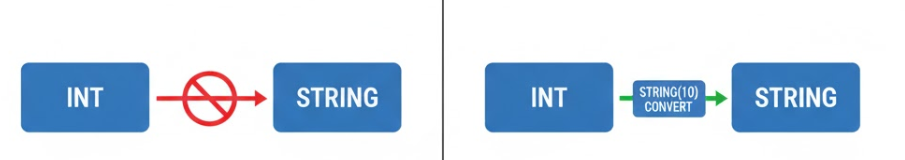 INT
STRING
INT
STRING(10)
CONVERT
STRING